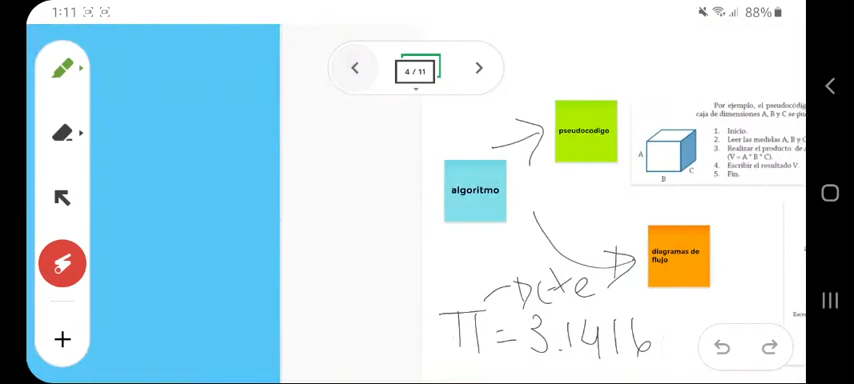 1:11
88%
4 / 11
Por ejemplo, el pseudocódig
caja de dimensiones A, B y C se pu
pseudocodigo
1. Inicio.
2. Leer las medidas A, B y C
3. Realizar el producto de
(V = A * B * C).
4. Escribir el resultado V.
5. Fin.
A
B
C
algoritmo
diagramas de
flujo
cte
π = 3.1416